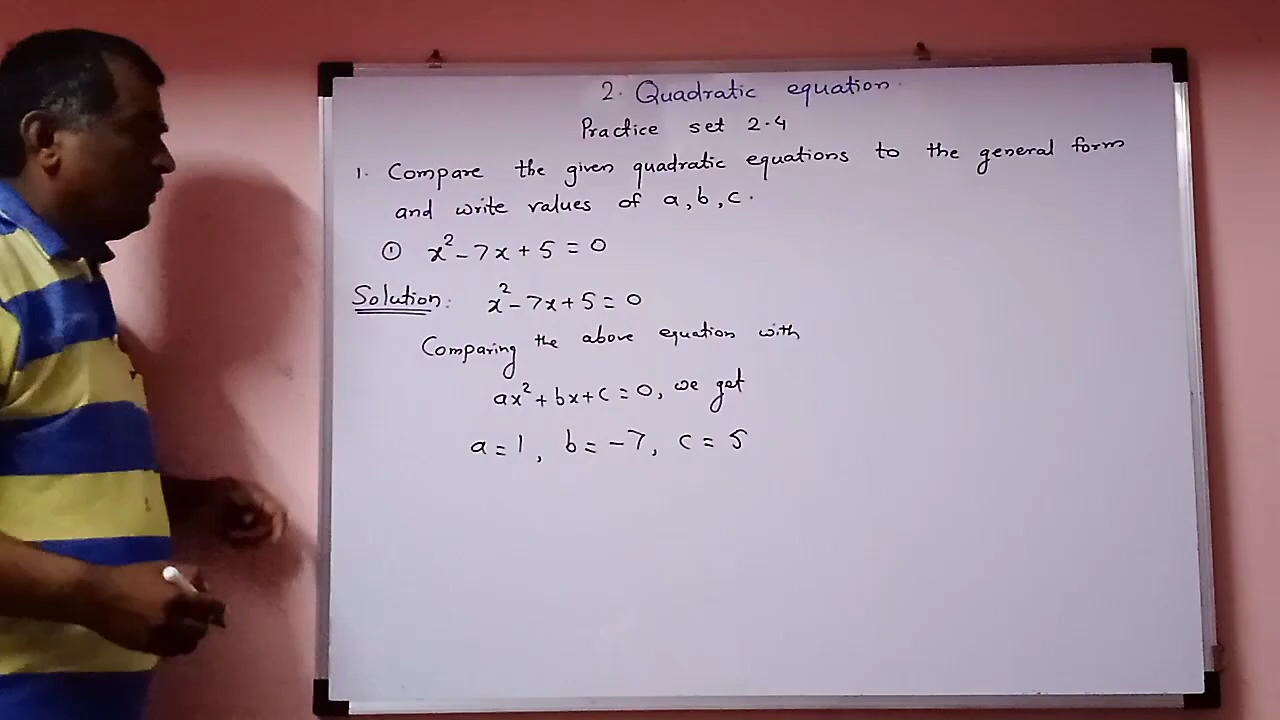 2. Quadratic equation.
Practice set 2.4
1. Compare the given quadratic equations to the general form
and write values of a, b, c.
① x² - 7x + 5 = 0
Solution: x² - 7x + 5 = 0
Comparing the above equation with
ax² + bx + c = 0, we get
a = 1, b = -7, c = 5